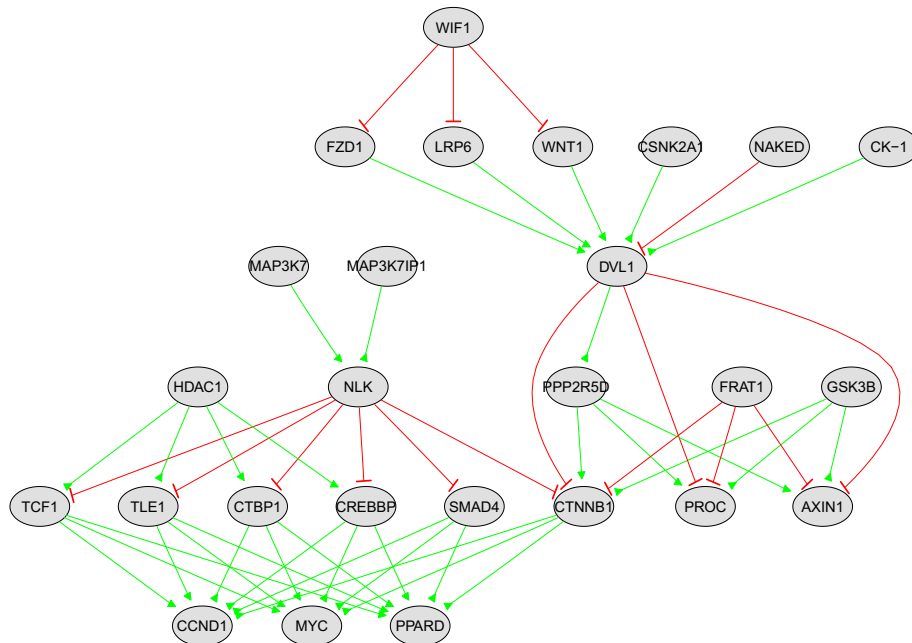 WIF1
FZD1
LRP6
WNT1
CSNK2A1
NAKED
CK−1
MAP3K7
MAP3K7IP1
DVL1
HDAC1
NLK
PPP2R5D
FRAT1
GSK3B
TCF1
TLE1
CTBP1
CREBBP
SMAD4
CTNNB1
PROC
AXIN1
CCND1
MYC
PPARD